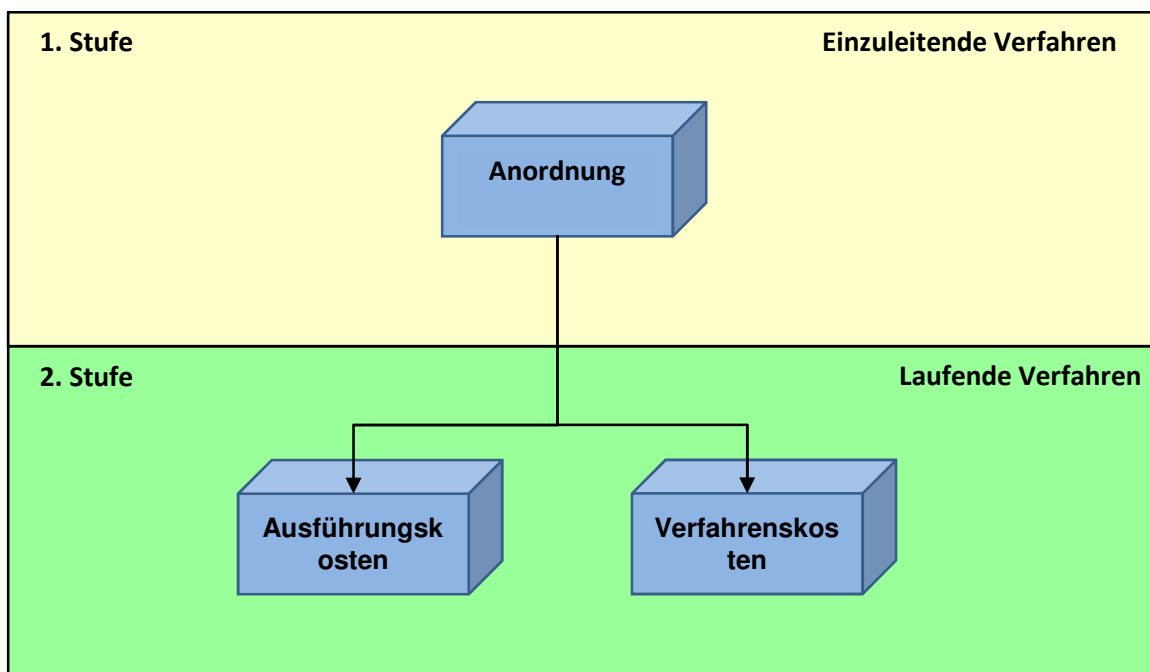 1. Stufe
Einzuleitende Verfahren
Anordnung
2. Stufe
Laufende Verfahren
Ausführungsk
osten
Verfahrenskos
ten